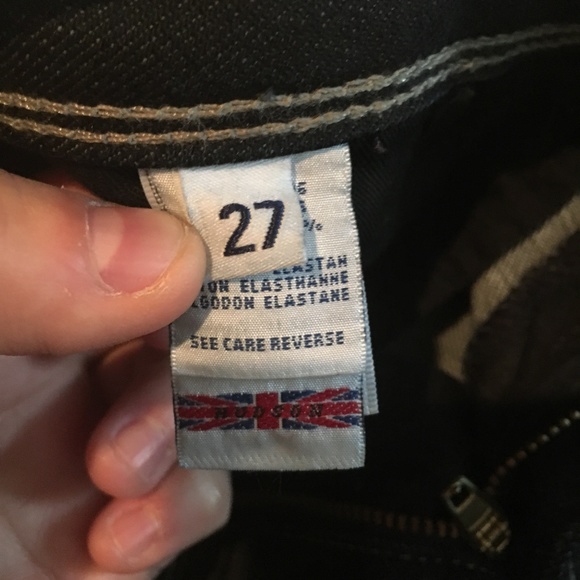 27
%
ELASTAN
ELASTHANNE
ELASTANE
SEE CARE REVERSE
HUDSON